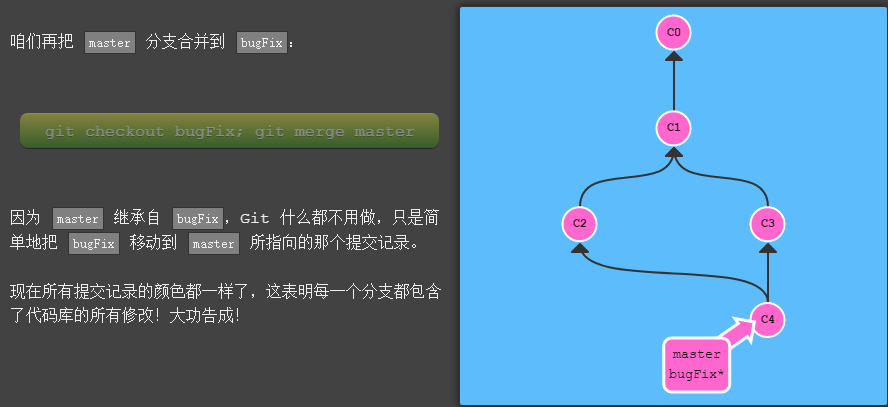 咱们再把 master 分支合并到 bugFix：
git checkout bugFix; git merge master
因为 master 继承自 bugFix，Git 什么都不用做，只是简
单地把 bugFix 移动到 master 所指向的那个提交记录。
现在所有提交记录的颜色都一样了，这表明每一个分支都包含
了代码库的所有修改！大功告成！
C0
C1
C2
C3
C4
master
bugFix*